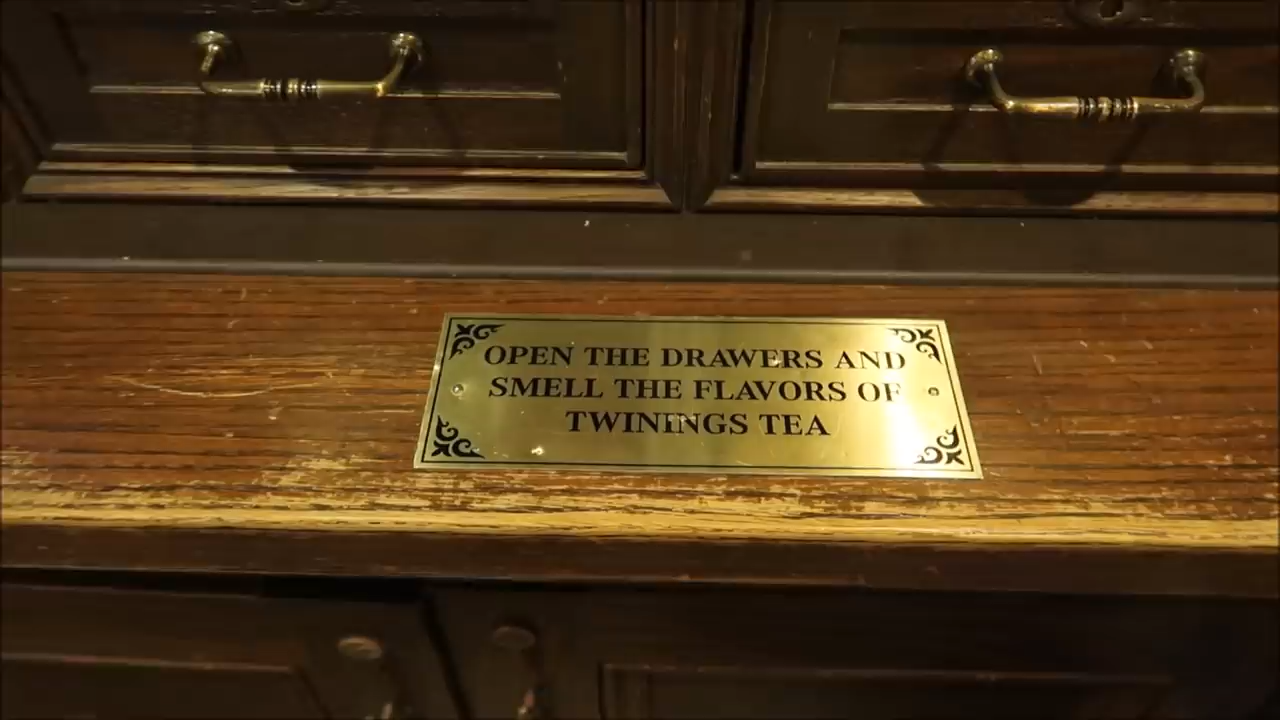 OPEN THE DRAWERS AND
SMELL THE FLAVORS OF
TWININGS TEA